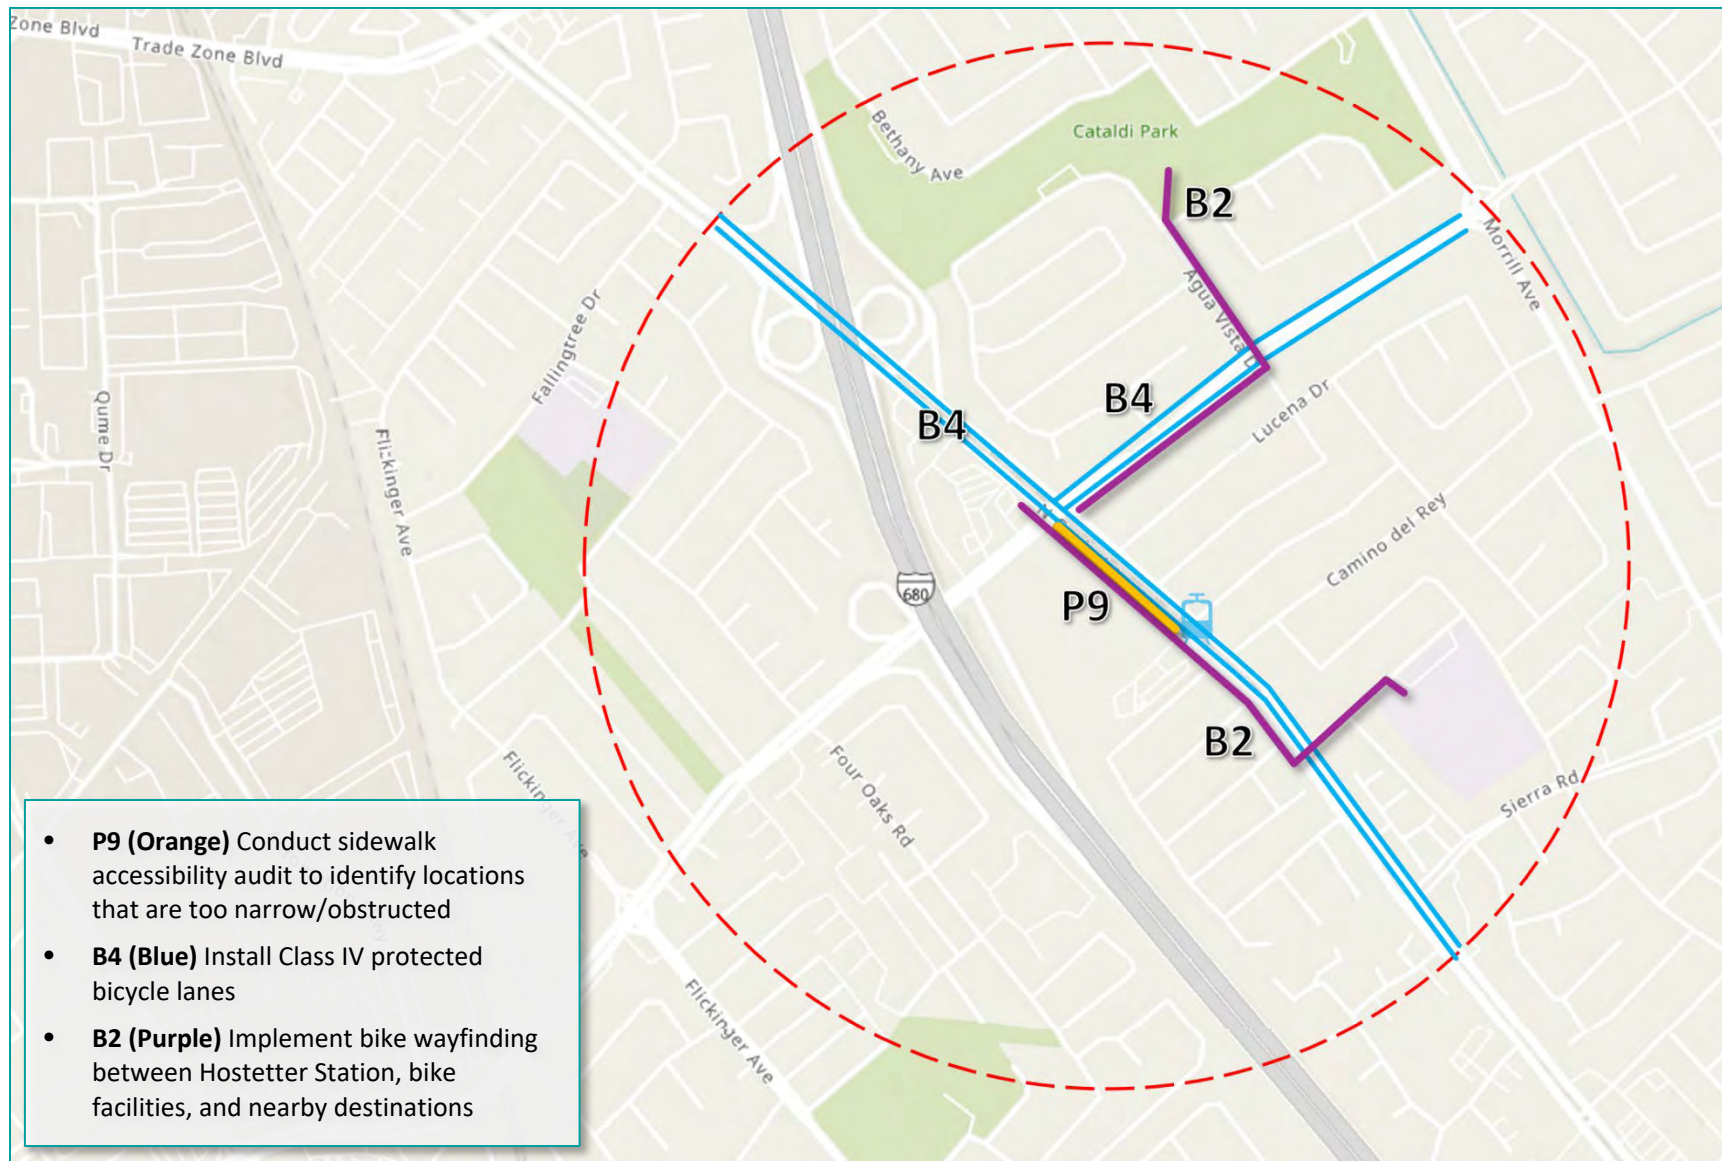 Zone Blvd
Trade Zone Blvd
Bethany Ave
Cataldi Park
B2
Morrill Ave
Agua Vista
Fallingtree Dr
Qume Dr
Flickinger Ave
B4
B4
Lucena Dr
Camino del Rey
680
P9
B2
Sierra Rd
Four Oaks Rd
Flickinger Ave
Flickinger Ave
• P9 (Orange) Conduct sidewalk
accessibility audit to identify locations
that are too narrow/obstructed
• B4 (Blue) Install Class IV protected
bicycle lanes
• B2 (Purple) Implement bike wayfinding
between Hostetter Station, bike
facilities, and nearby destinations